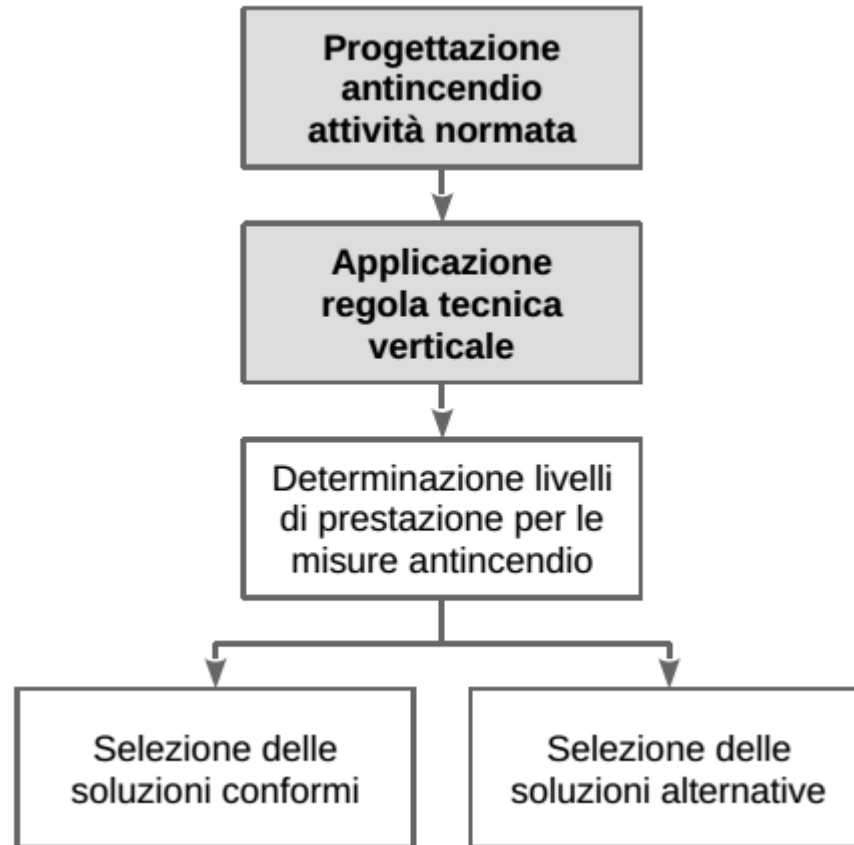 Progettazione
antincendio
attività normata
Applicazione
regola tecnica
verticale
Determinazione livelli
di prestazione per le
misure antincendio
Selezione delle
soluzioni conformi
Selezione delle
soluzioni alternative